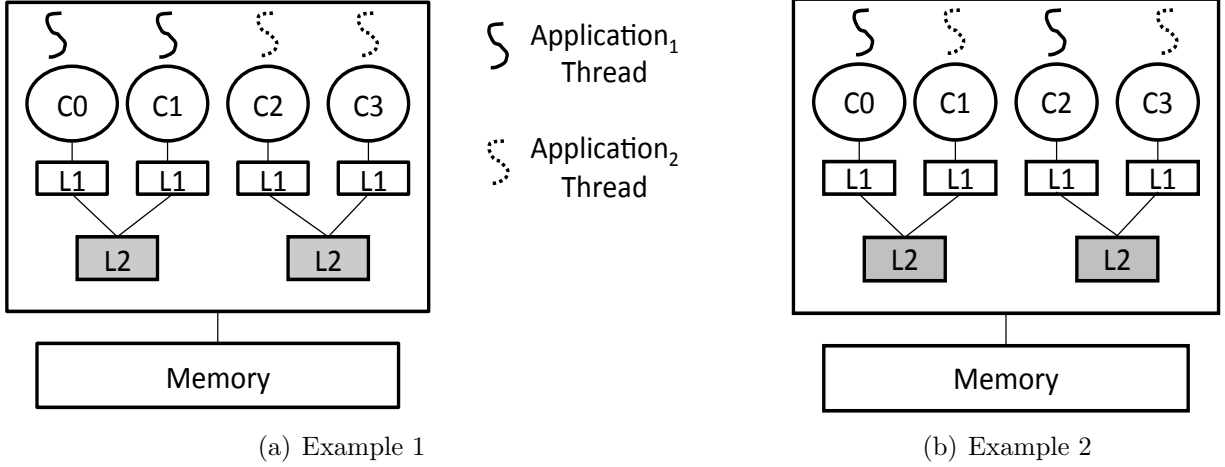 C0 C1 C2 C3
L1 L1 L1 L1
L2 L2
Memory
(a) Example 1
Application₁
Thread
Application₂
Thread
C0 C1 C2 C3
L1 L1 L1 L1
L2 L2
Memory
(b) Example 2